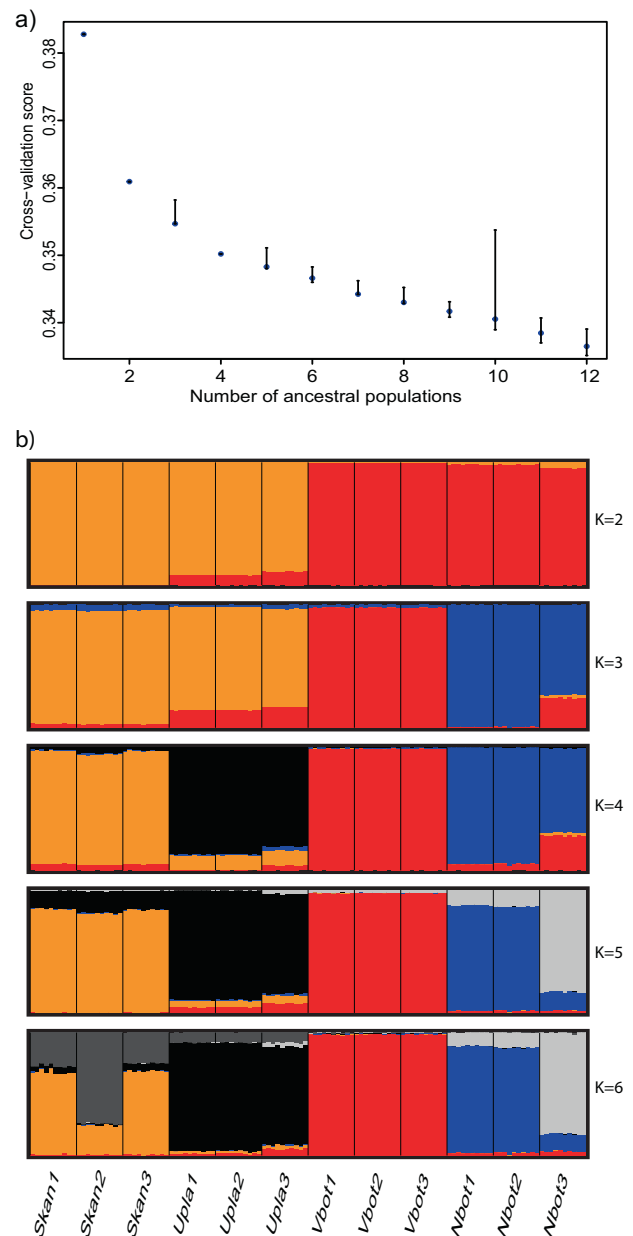 a)
Cross-validation score
0.38
0.37
0.36
0.35
0.34
2 4 6 8 10 12
Number of ancestral populations
b)
K=2
K=3
K=4
K=5
K=6
Skan1 Skan2 Skan3 Upla1 Upla2 Upla3 Vbot1 Vbot2 Vbot3 Nbot1 Nbot2 Nbot3